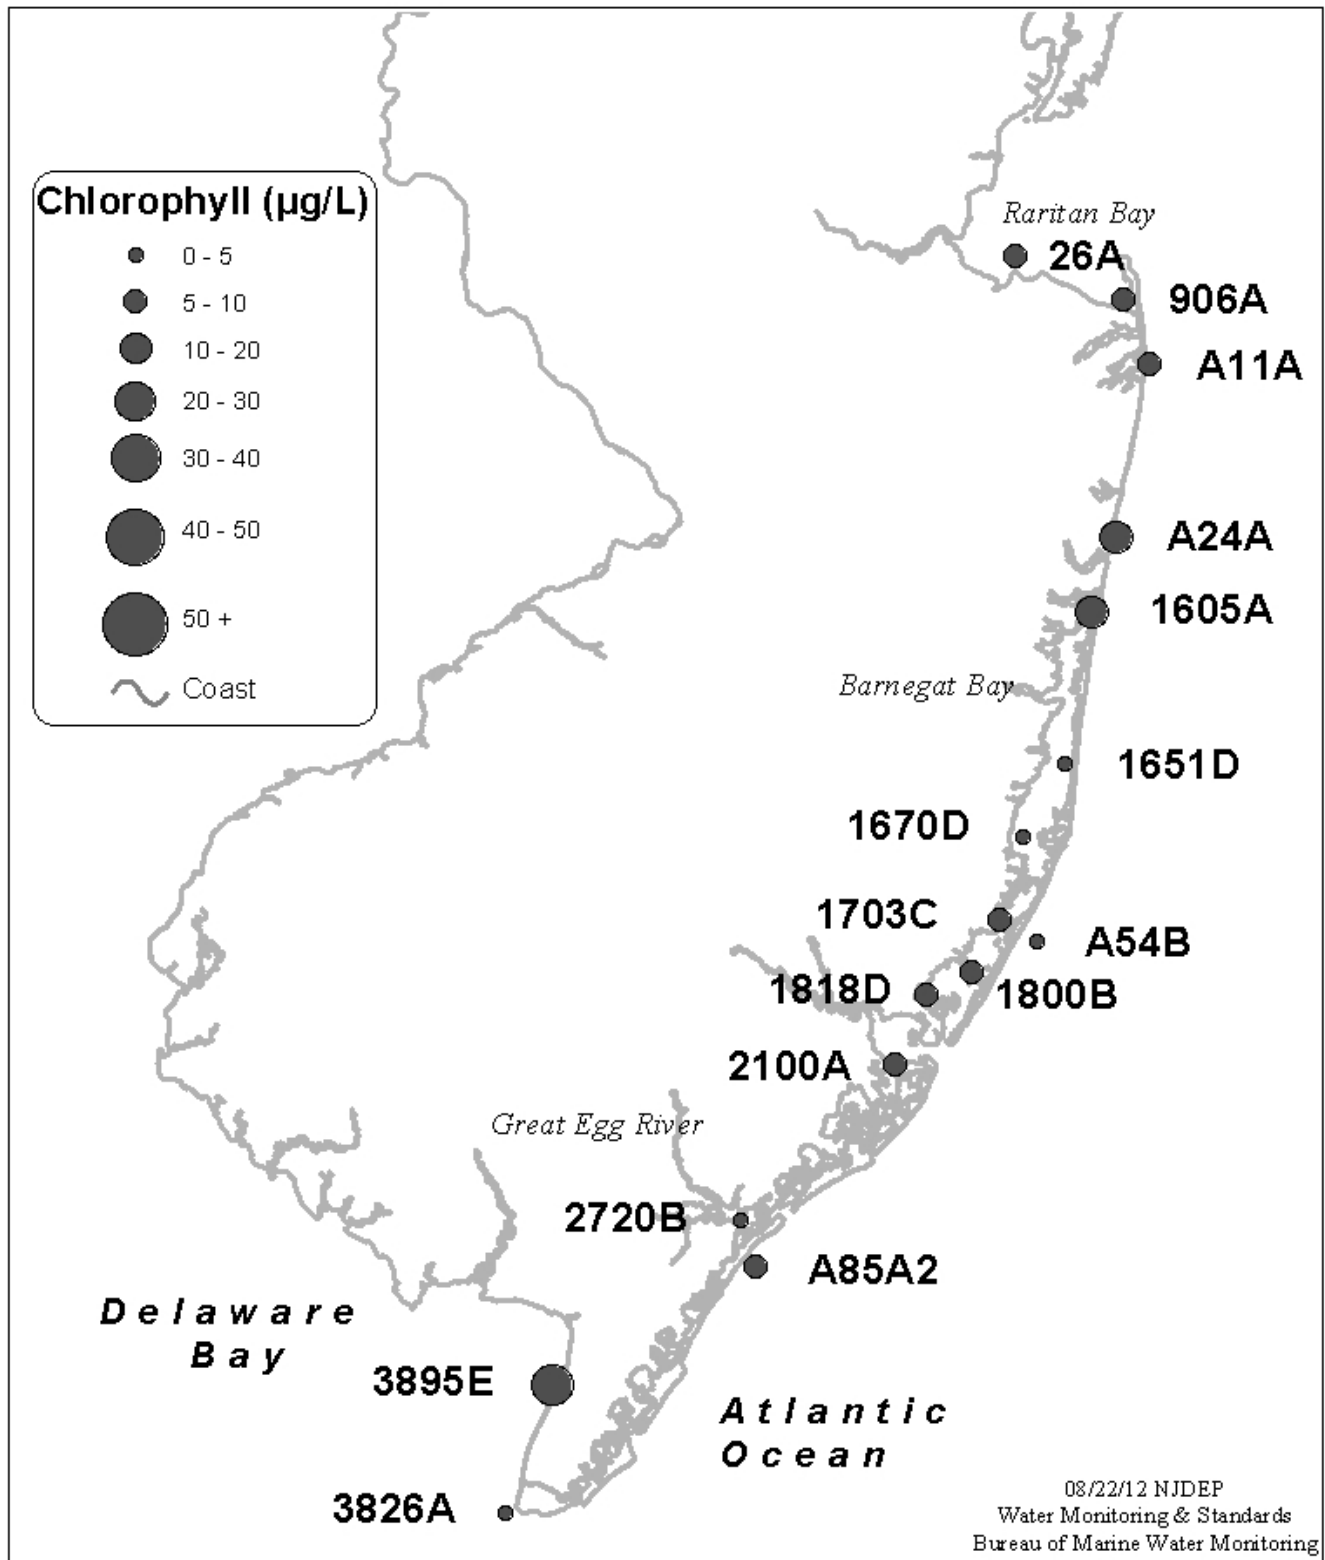 Chlorophyll (µg/L)
0 - 5
5 - 10
10 - 20
20 - 30
30 - 40
40 - 50
50 +
Coast
Raritan Bay
26A
906A
A11A
A24A
1605A
Barnegat Bay
1651D
1670D
1703C
A54B
1818D
1800B
2100A
Great Egg River
2720B
A85A2
Delaware
Bay
3895E
Atlantic
Ocean
3826A
08/22/12 NJDEP
Water Monitoring & Standards
Bureau of Marine Water Monitoring